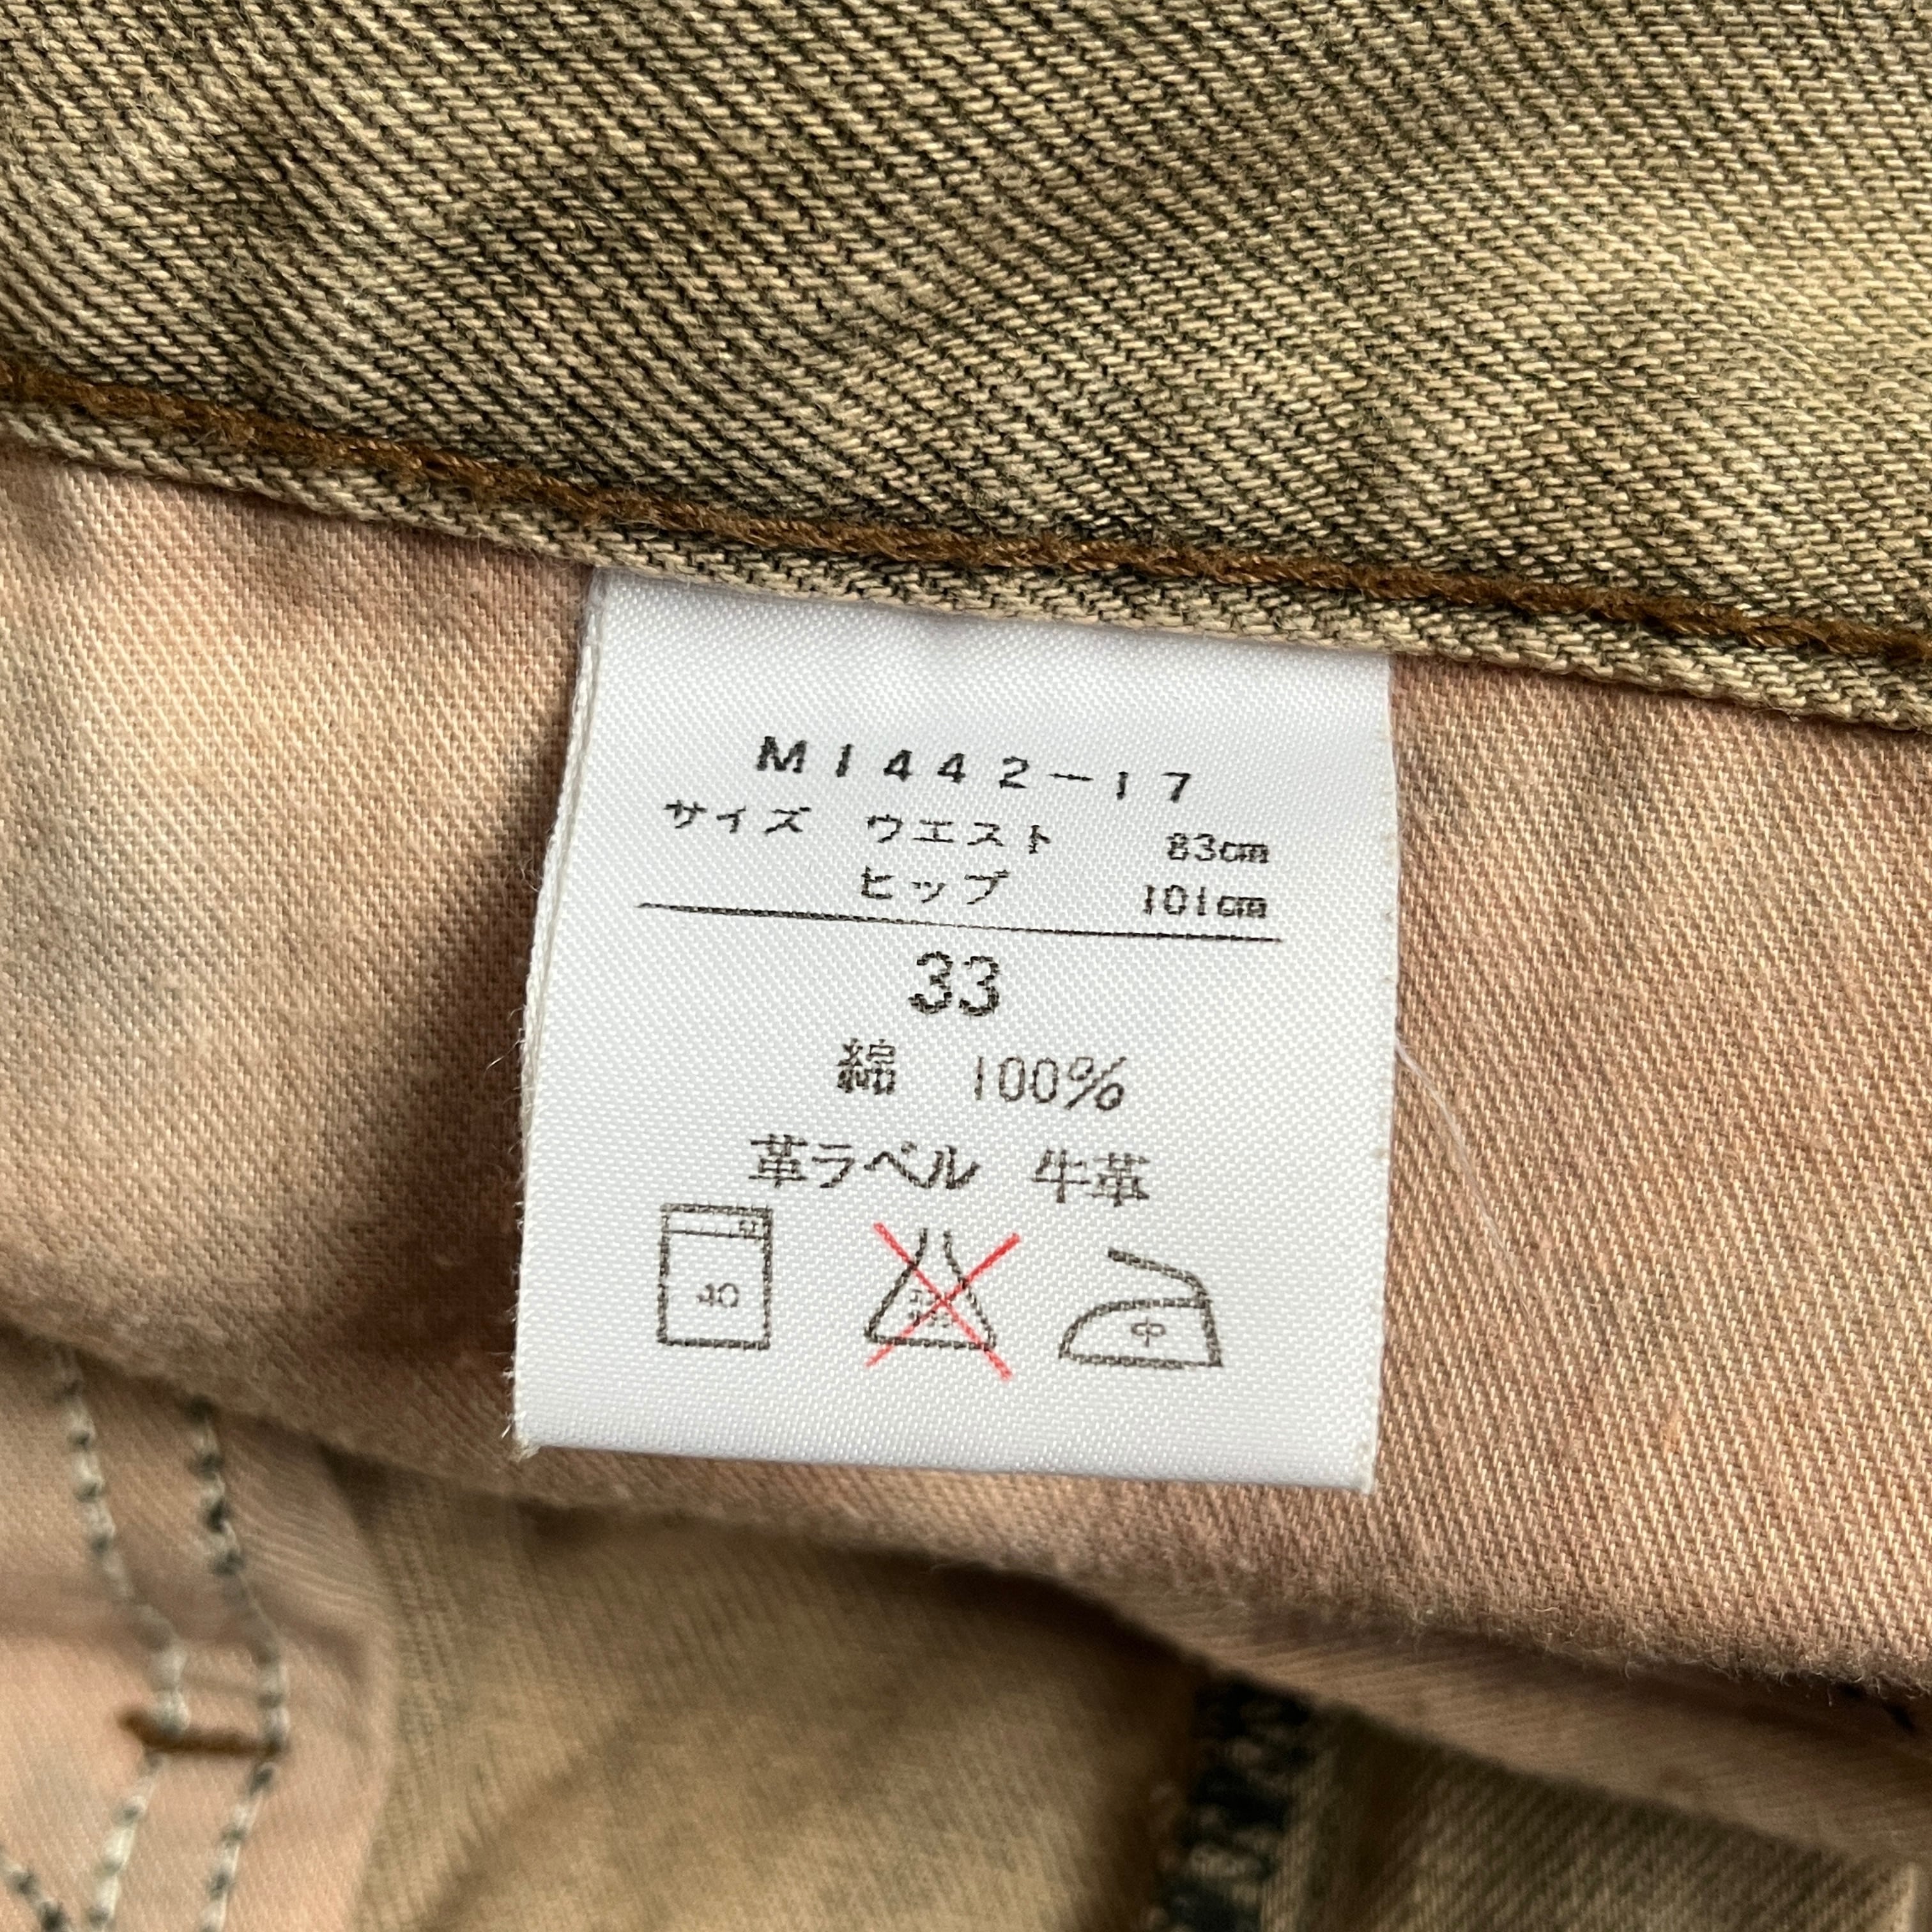 M1442-17
サイズ ウエスト 83cm
ヒップ 101cm
33
綿 100%
革ラベル 牛革
40 中